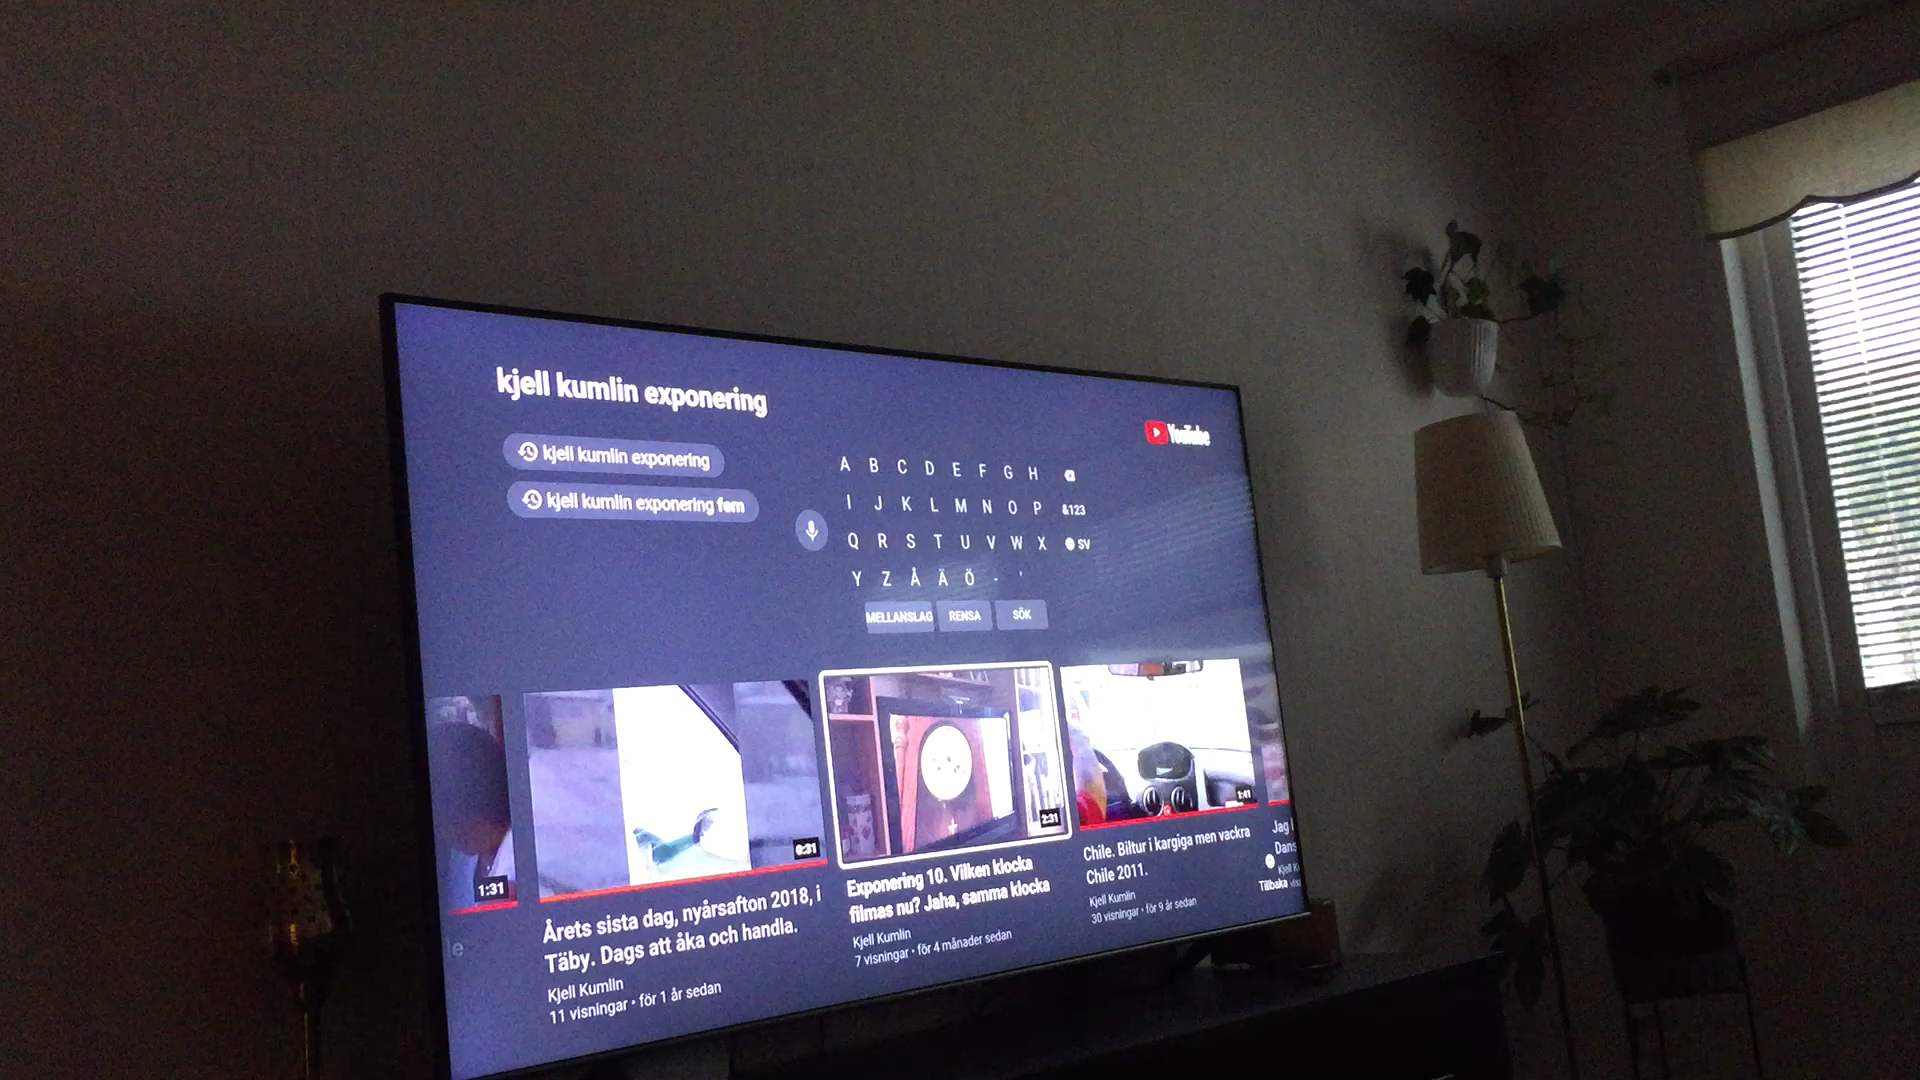 kjell kumlin exponering
YouTube
kjell kumlin exponering
kjell kumlin exponering fem
A B C D E F G H
I J K L M N O P &123
Q R S T U V W X SV
Y Z Å Ä Ö - '
MELLANSLAG RENSA SÖK
1:31
le
0:31
Årets sista dag, nyårsafton 2018, i
Täby. Dags att åka och handla.
Kjell Kumlin
11 visningar • för 1 år sedan
2:31
Exponering 10. Vilken klocka
filmas nu? Jaha, samma klocka
Kjell Kumlin
7 visningar • för 4 månader sedan
1:41
Chile. Biltur i kargiga men vackra
Chile 2011.
Kjell Kumlin
30 visningar • för 9 år sedan
Jag
Dans
Kjell K
Tillbaka